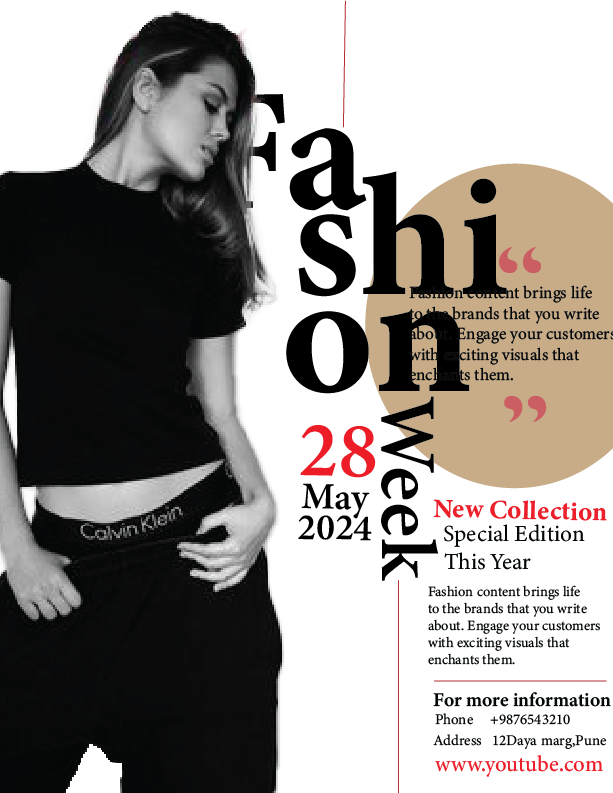 Fa
shi
on
Week
“
Fashion content brings life
to the brands that you write
about. Engage your customers
with exciting visuals that
enchants them.
”
28
May
2024
Calvin Klein
New Collection
Special Edition
This Year
Fashion content brings life
to the brands that you write
about. Engage your customers
with exciting visuals that
enchants them.
For more information
Phone +9876543210
Address 12Daya marg,Pune
www.youtube.com